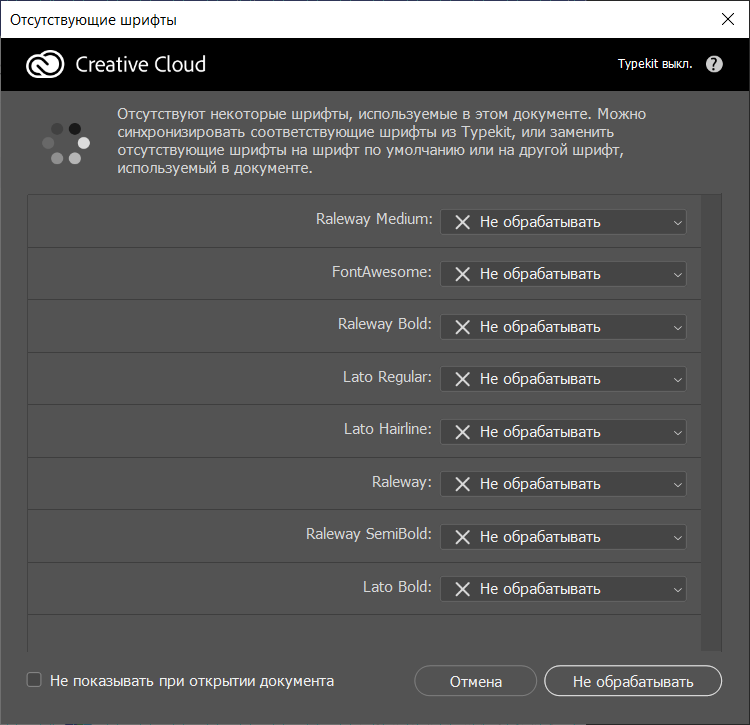 Отсутствующие шрифты
Creative Cloud
Typekit выкл. ?
Отсутствуют некоторые шрифты, используемые в этом документе. Можно
синхронизировать соответствующие шрифты из Typekit, или заменить
отсутствующие шрифты на шрифт по умолчанию или на другой шрифт,
используемый в документе.
Raleway Medium: Не обрабатывать
FontAwesome: Не обрабатывать
Raleway Bold: Не обрабатывать
Lato Regular: Не обрабатывать
Lato Hairline: Не обрабатывать
Raleway: Не обрабатывать
Raleway SemiBold: Не обрабатывать
Lato Bold: Не обрабатывать
Не показывать при открытии документа
Отмена
Не обрабатывать